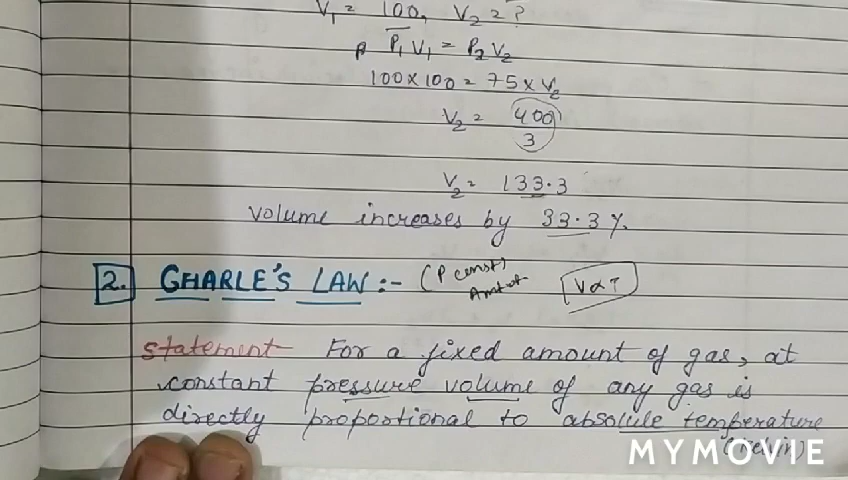 V₁ = 100, V₂ = ?
P₁V₁ = P₂V₂
100×100 = 75×V₂
V₂ = 400/3
V₂ = 133.3
volume increases by 33.3%.
2. CHARLE'S LAW :- (P const) V∝T
Amt
statement For a fixed amount of gas, at
constant pressure volume of any gas is
directly proportional to absolute temperature
(Kelvin)
MYMOVIE